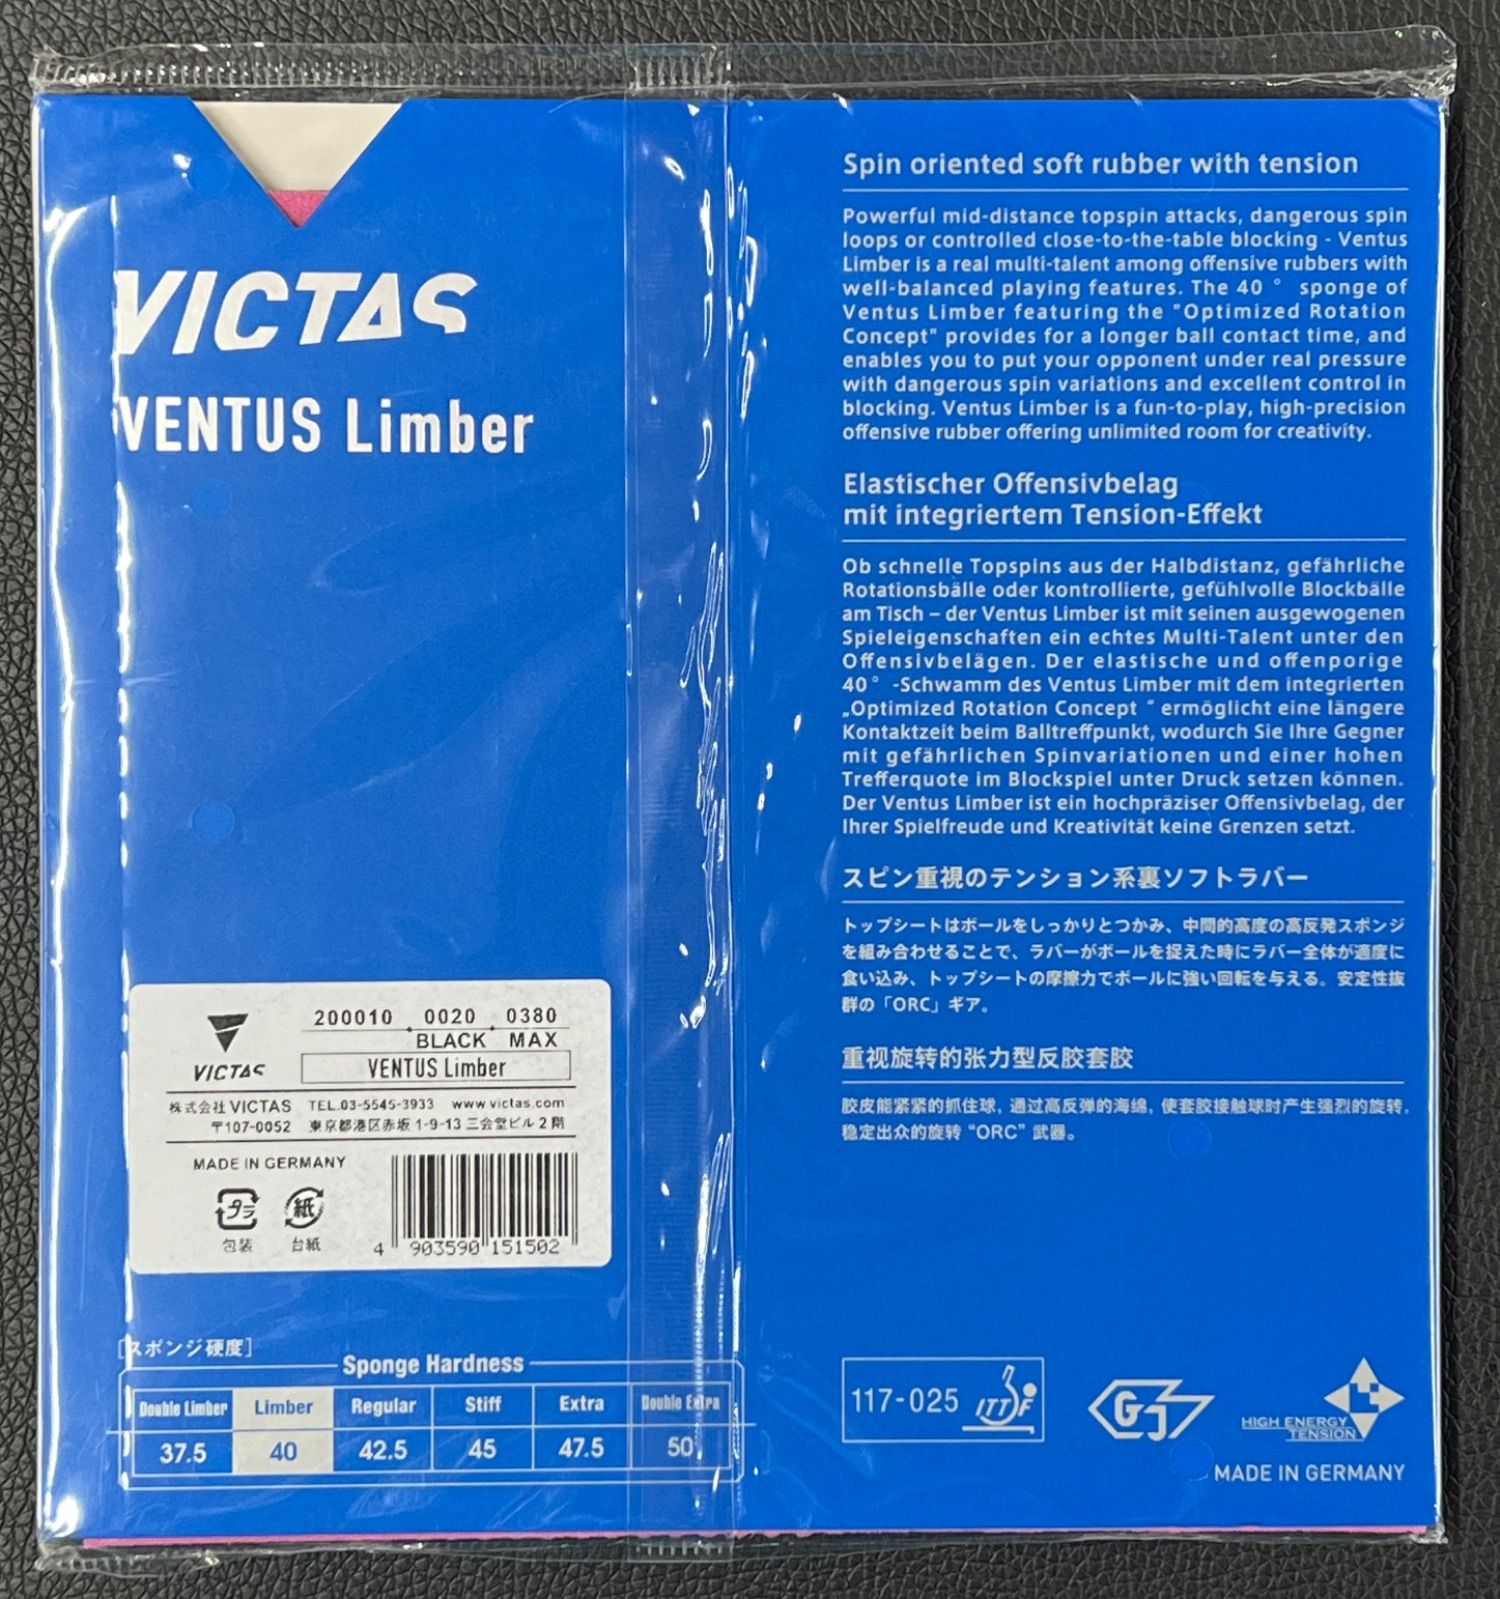 VICTAS
VENTUS Limber
VICTAS
200010 0020 0380
BLACK MAX
VENTUS Limber
株式会社 VICTAS TEL.03-5545-3933 www.victas.com
〒107-0052 東京都港区赤坂 1-9-13 三会堂ビル 2 階
MADE IN GERMANY
プラ
紙
包装
台紙
4 903590 151502
[スポンジ硬度]
Sponge Hardness
Double Limber Limber Regular Stiff Extra Double Extra
37.5 40 42.5 45 47.5 50
Spin oriented soft rubber with tension
Powerful mid-distance topspin attacks, dangerous spin
loops or controlled close-to-the-table blocking - Ventus
Limber is a real multi-talent among offensive rubbers with
well-balanced playing features. The 40 ° sponge of
Ventus Limber featuring the "Optimized Rotation
Concept" provides for a longer ball contact time, and
enables you to put your opponent under real pressure
with dangerous spin variations and excellent control in
blocking. Ventus Limber is a fun-to-play, high-precision
offensive rubber offering unlimited room for creativity.
Elastischer Offensivbelag
mit integriertem Tension-Effekt
Ob schnelle Topspins aus der Halbdistanz, gefährliche
Rotationsbälle oder kontrollierte, gefühlvolle Blockbälle
am Tisch – der Ventus Limber ist mit seinen ausgewogenen
Spieleigenschaften ein echtes Multi-Talent unter den
Offensivbelägen. Der elastische und offenporige
40° -Schwamm des Ventus Limber mit dem integrierten
„Optimized Rotation Concept “ ermöglicht eine längere
Kontaktzeit beim Balltreffpunkt, wodurch Sie Ihre Gegner
mit gefährlichen Spinvariationen und einer hohen
Trefferquote im Blockspiel unter Druck setzen können.
Der Ventus Limber ist ein hochpräziser Offensivbelag, der
Ihrer Spielfreude und Kreativität keine Grenzen setzt.
スピン重視のテンション系裏ソフトラバー
トップシートはボールをしっかりとつかみ、中間的高度の高反発スポンジ
を組み合わせることで、ラバーがボールを捉えた時にラバー全体が適度に
食い込み、トップシートの摩擦力でボールに強い回転を与える。安定性抜
群の「ORC」ギア。
重视旋转的张力型反胶套胶
胶皮能紧紧的抓住球，通过高反弹的海绵，使套胶接触球时产生强烈的旋转，
稳定出众的旋转 “ORC” 武器。
117-025 ITTF
HIGH ENERGY
TENSION
MADE IN GERMANY